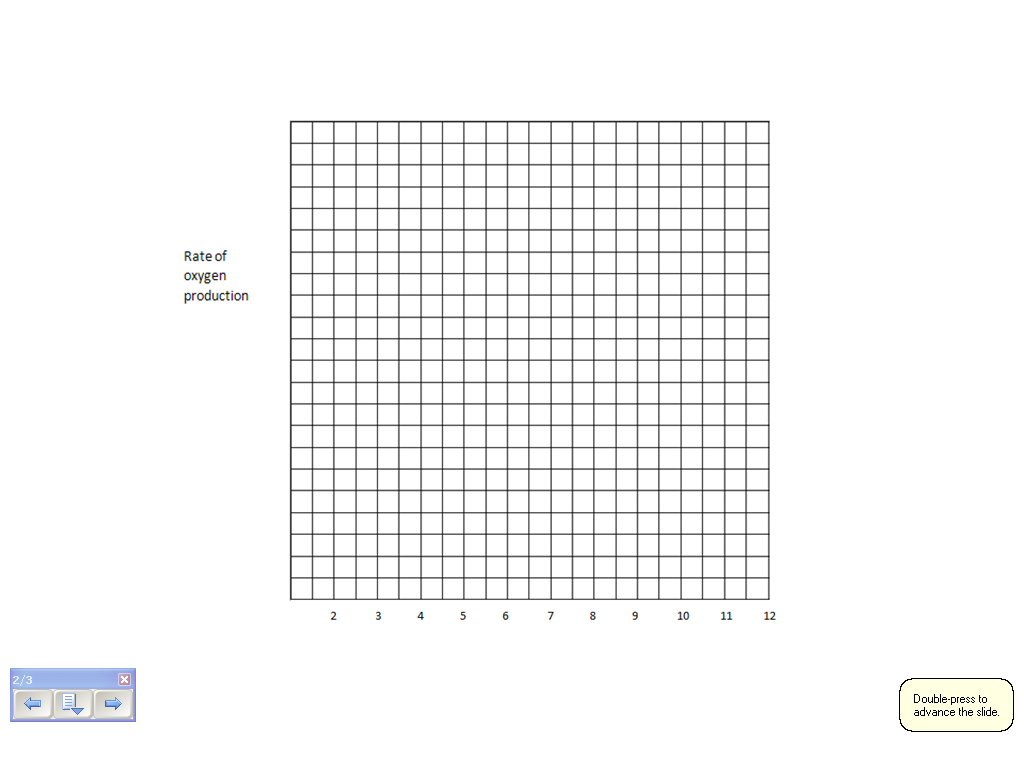 Rate of
oxygen
production
2 3 4 5 6 7 8 9 10 11 12
2/3
Double-press to
advance the slide.